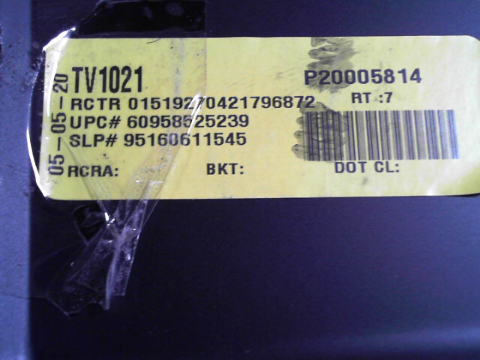 05-05-20
TV1021 P20005814
RCTR 01519270421796872 RT :7
UPC# 60958525239
SLP# 95160611545
RCRA: BKT: DOT CL: